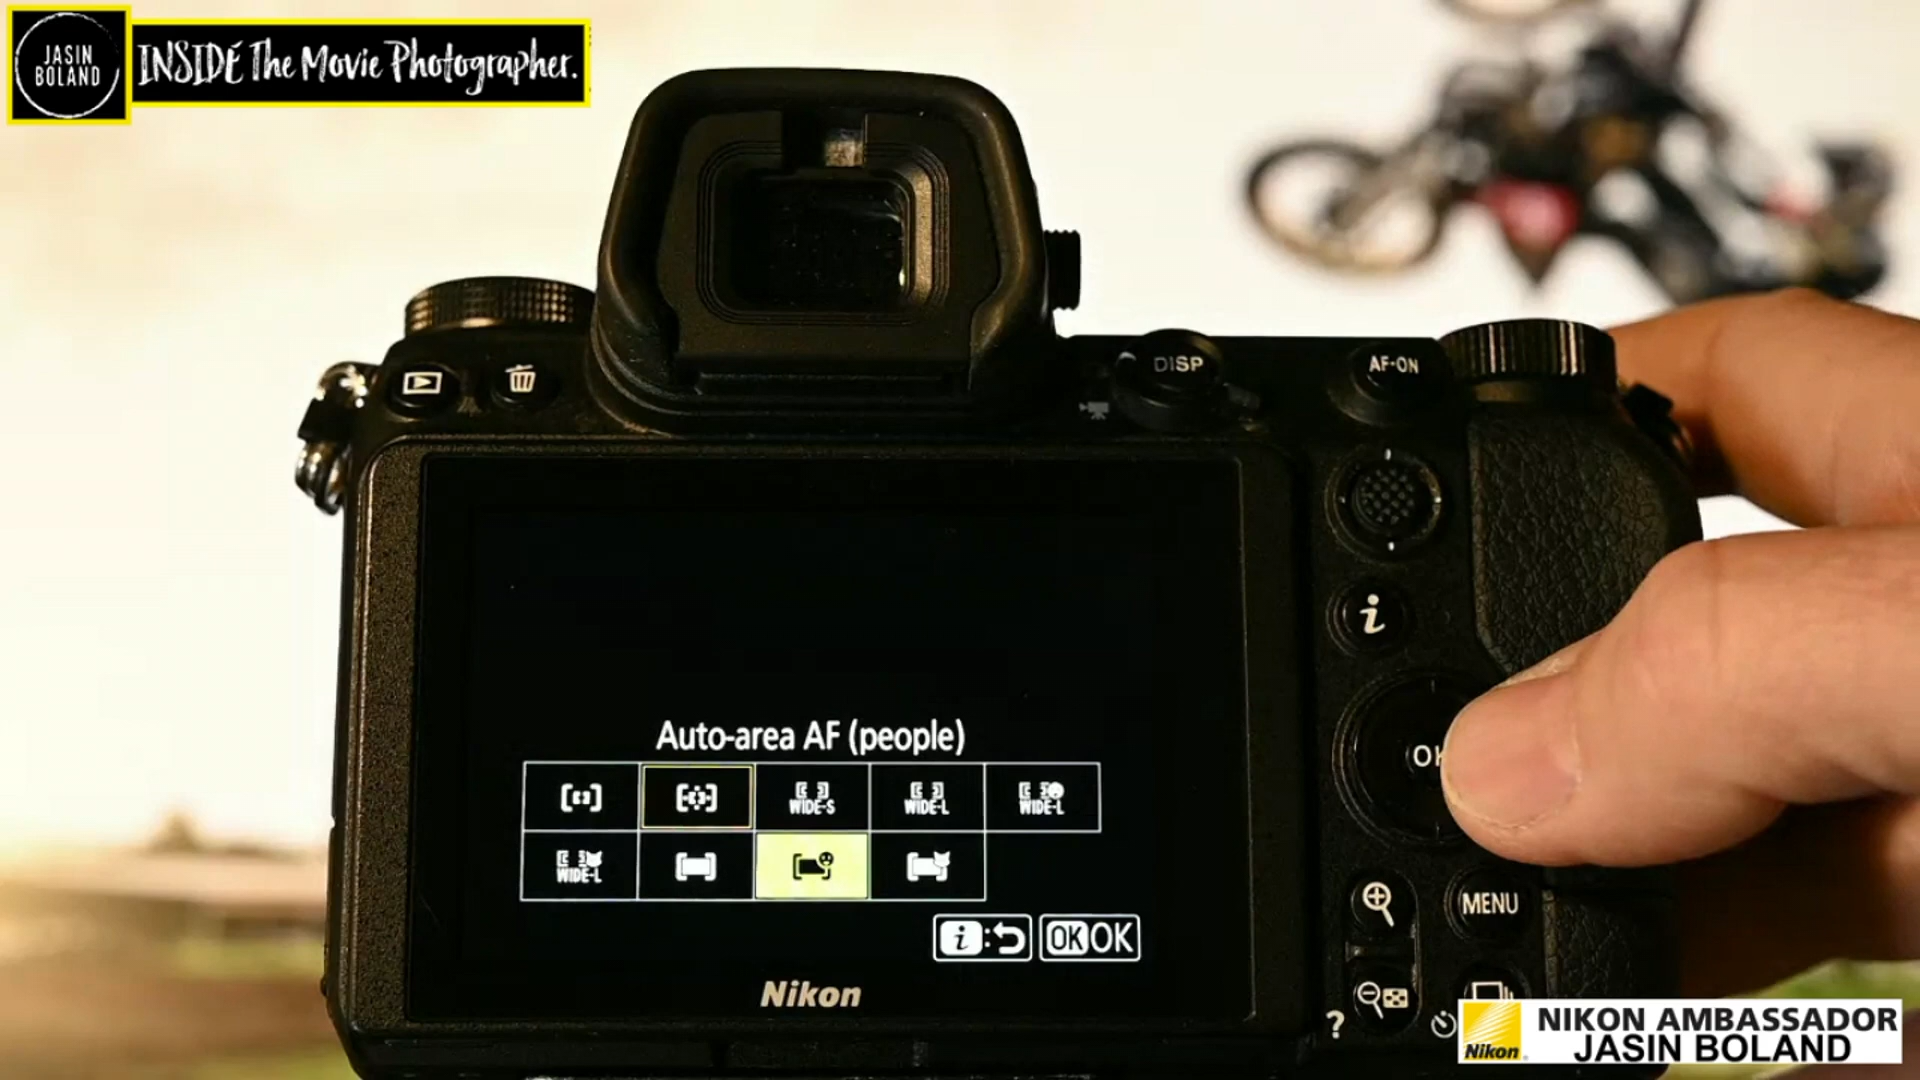 JASIN
BOLAND
INSIDE The Movie Photographer.
DISP
AF-ON
i
OK
Auto-area AF (people)
WIDE-S
WIDE-L
WIDE-L
WIDE-L
i : OK OK
MENU
?
Nikon
Nikon
NIKON AMBASSADOR
JASIN BOLAND